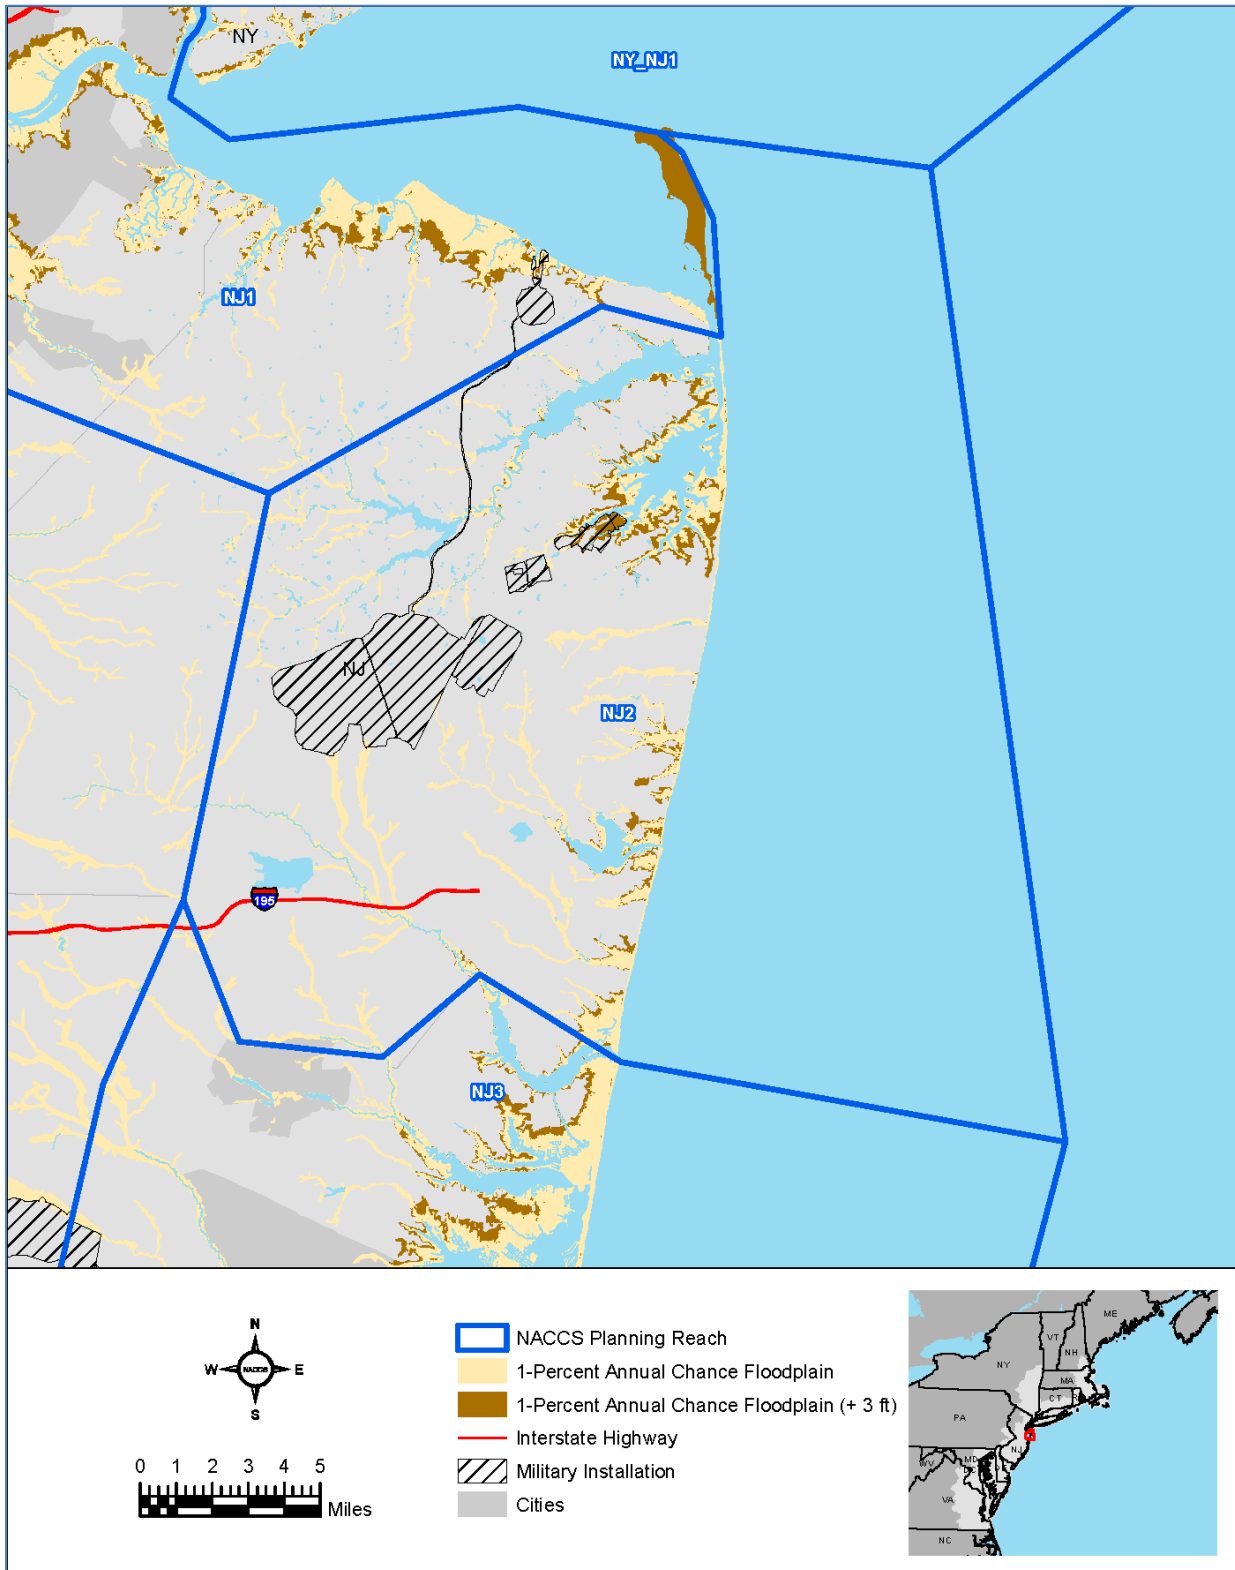 NY
NY_NJ1
NJ1
NJ
NJ2
195
NJ3
N
W NACCS E
S
0 1 2 3 4 5
Miles
NACCS Planning Reach
1-Percent Annual Chance Floodplain
1-Percent Annual Chance Floodplain (+ 3 ft)
Interstate Highway
Military Installation
Cities
ME
VT
NH
NY
MA
CT
PA
NJ
MD
WV
VA
NC